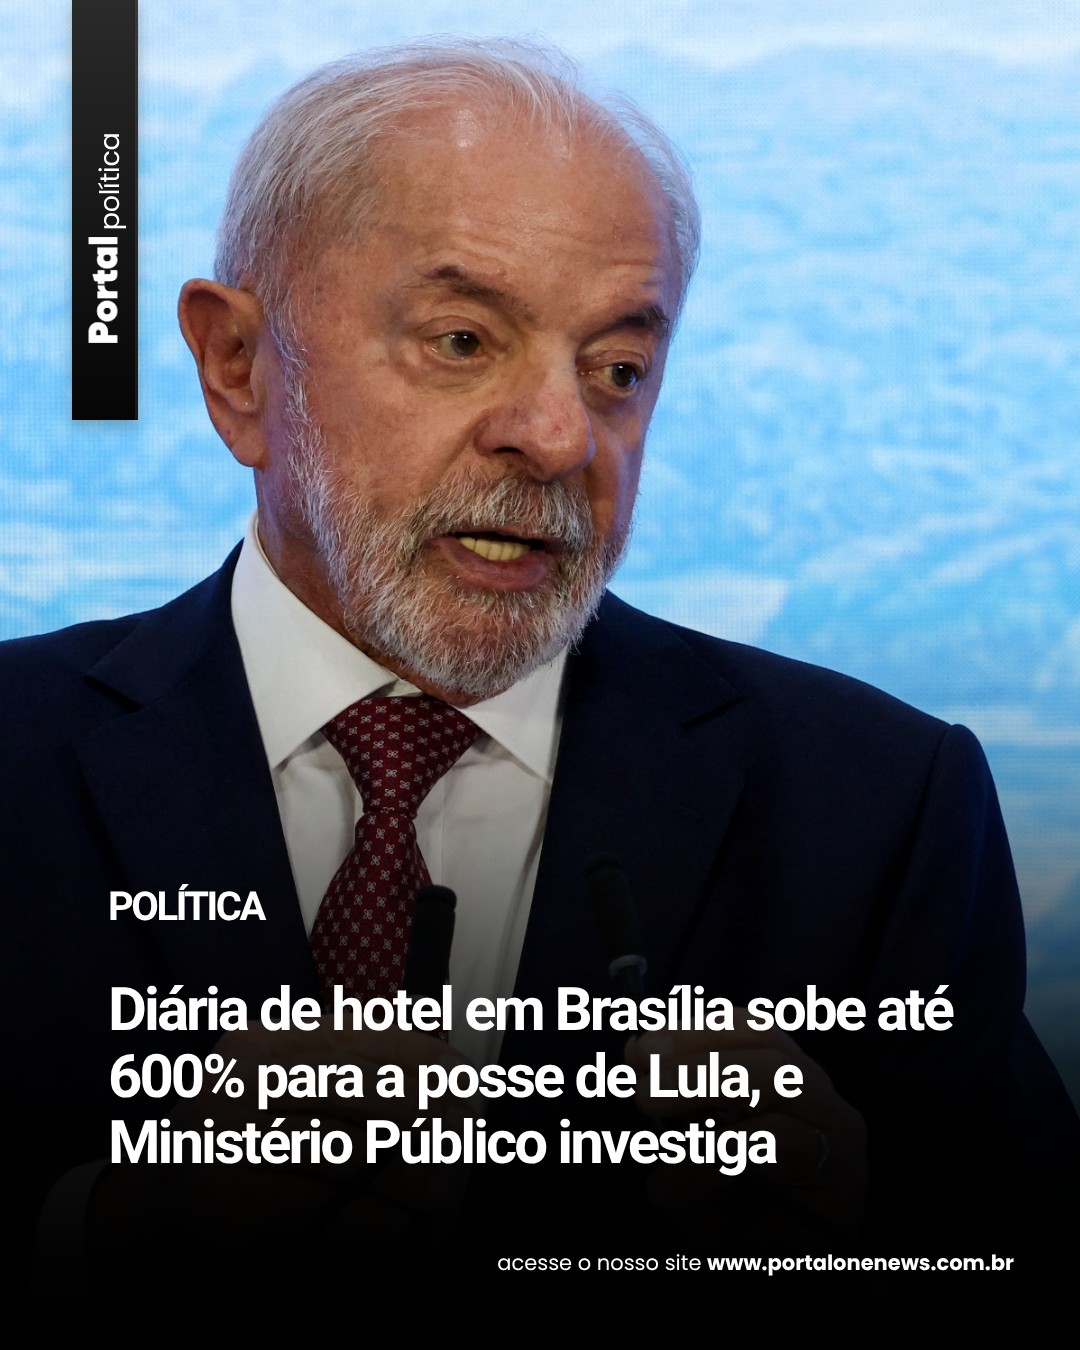 Portal política
POLÍTICA
Diária de hotel em Brasília sobe até
600% para a posse de Lula, e
Ministério Público investiga
acesse o nosso site www.portalonenews.com.br